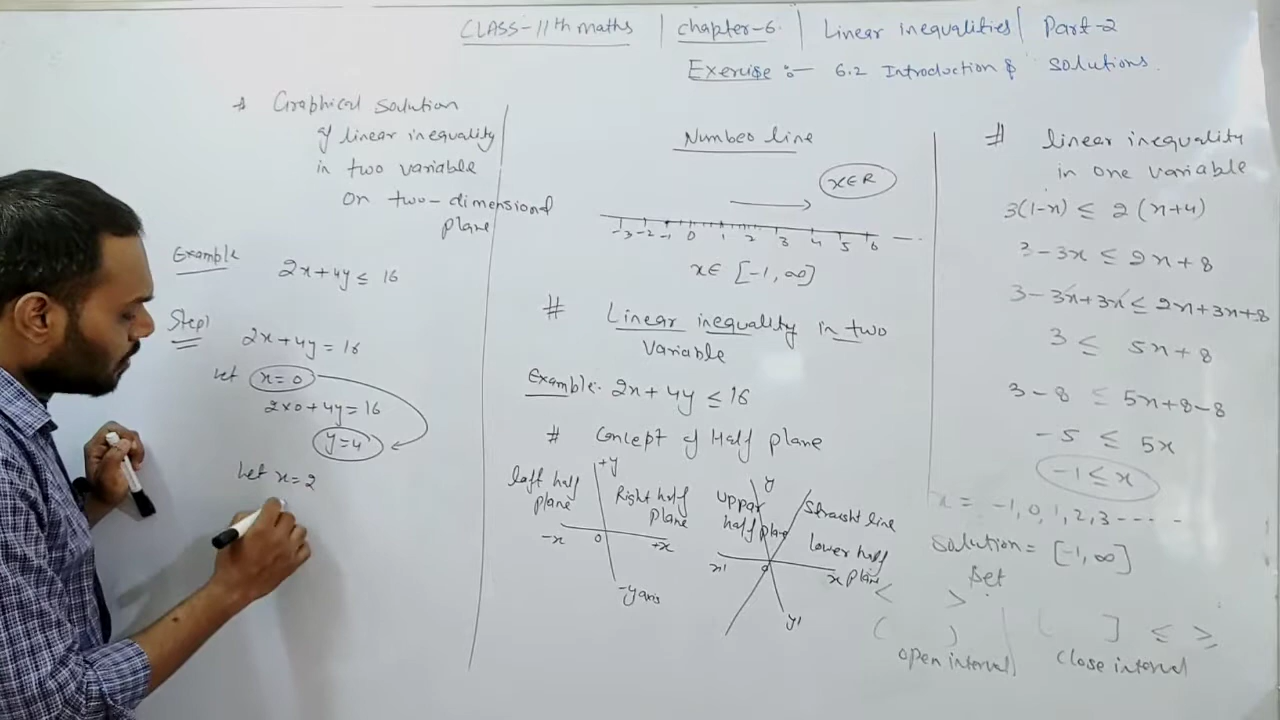 CLASS-11th maths | chapter-6 | Linear inequalities | Part-2
Exercise :- 6.2 Introduction & solutions.
Graphical solution
of linear inequality
in two variable
on two-dimensional
plane
Example
2x+4y ≤ 16
Step1
2x+4y = 16
let x=0
2x0+4y=16
y=4
Let x=2
Number line
x∈R
-3 -2 -1 0 1 2 3 4 5 6
x∈ [-1, ∞]
# Linear inequality in two
Variable
Example:- 2x+4y ≤ 16
# Concept of Half plane
left half
plane
+y
Right half
plane
-x 0 +x
-yaxis
y
uppar
half plane
Straight line
Lower half
plane
x' 0 x
y'
# linear inequality
in one variable
3(1-x) ≤ 2(x+4)
3-3x ≤ 2x+8
3-3x+3x ≤ 2x+3x+8
3 ≤ 5x+8
3-8 ≤ 5x+8-8
-5 ≤ 5x
-1 ≤ x
x = -1, 0, 1, 2, 3 -----
Solution = [-1, ∞]
Set
< >
( )
open interval
[ ] ≤ ≥
Close interval